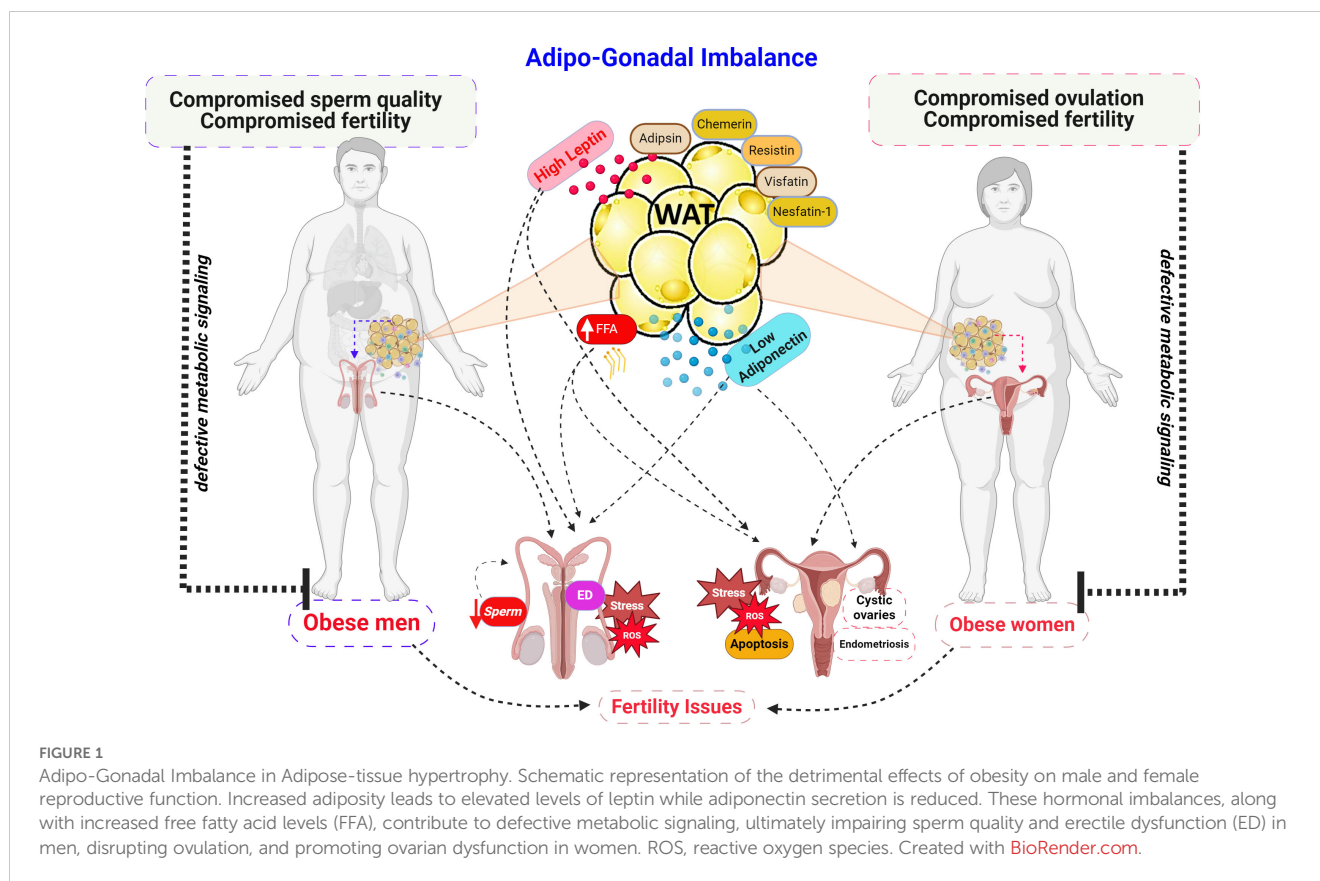 Adipo-Gonadal Imbalance
Compromised sperm quality
Compromised fertility
Compromised ovulation
Compromised fertility
High Leptin
Adipsin
Chemerin
Resistin
Visfatin
Nesfatin-1
WAT
FFA
Low
Adiponectin
defective metabolic signaling
defective metabolic signaling
Sperm
ED
Stress
ROS
Stress
ROS
Apoptosis
Cystic
ovaries
Endometriosis
Obese men
Obese women
Fertility Issues
FIGURE 1
Adipo-Gonadal Imbalance in Adipose-tissue hypertrophy. Schematic representation of the detrimental effects of obesity on male and female
reproductive function. Increased adiposity leads to elevated levels of leptin while adiponectin secretion is reduced. These hormonal imbalances, along
with increased free fatty acid levels (FFA), contribute to defective metabolic signaling, ultimately impairing sperm quality and erectile dysfunction (ED) in
men, disrupting ovulation, and promoting ovarian dysfunction in women. ROS, reactive oxygen species. Created with BioRender.com.